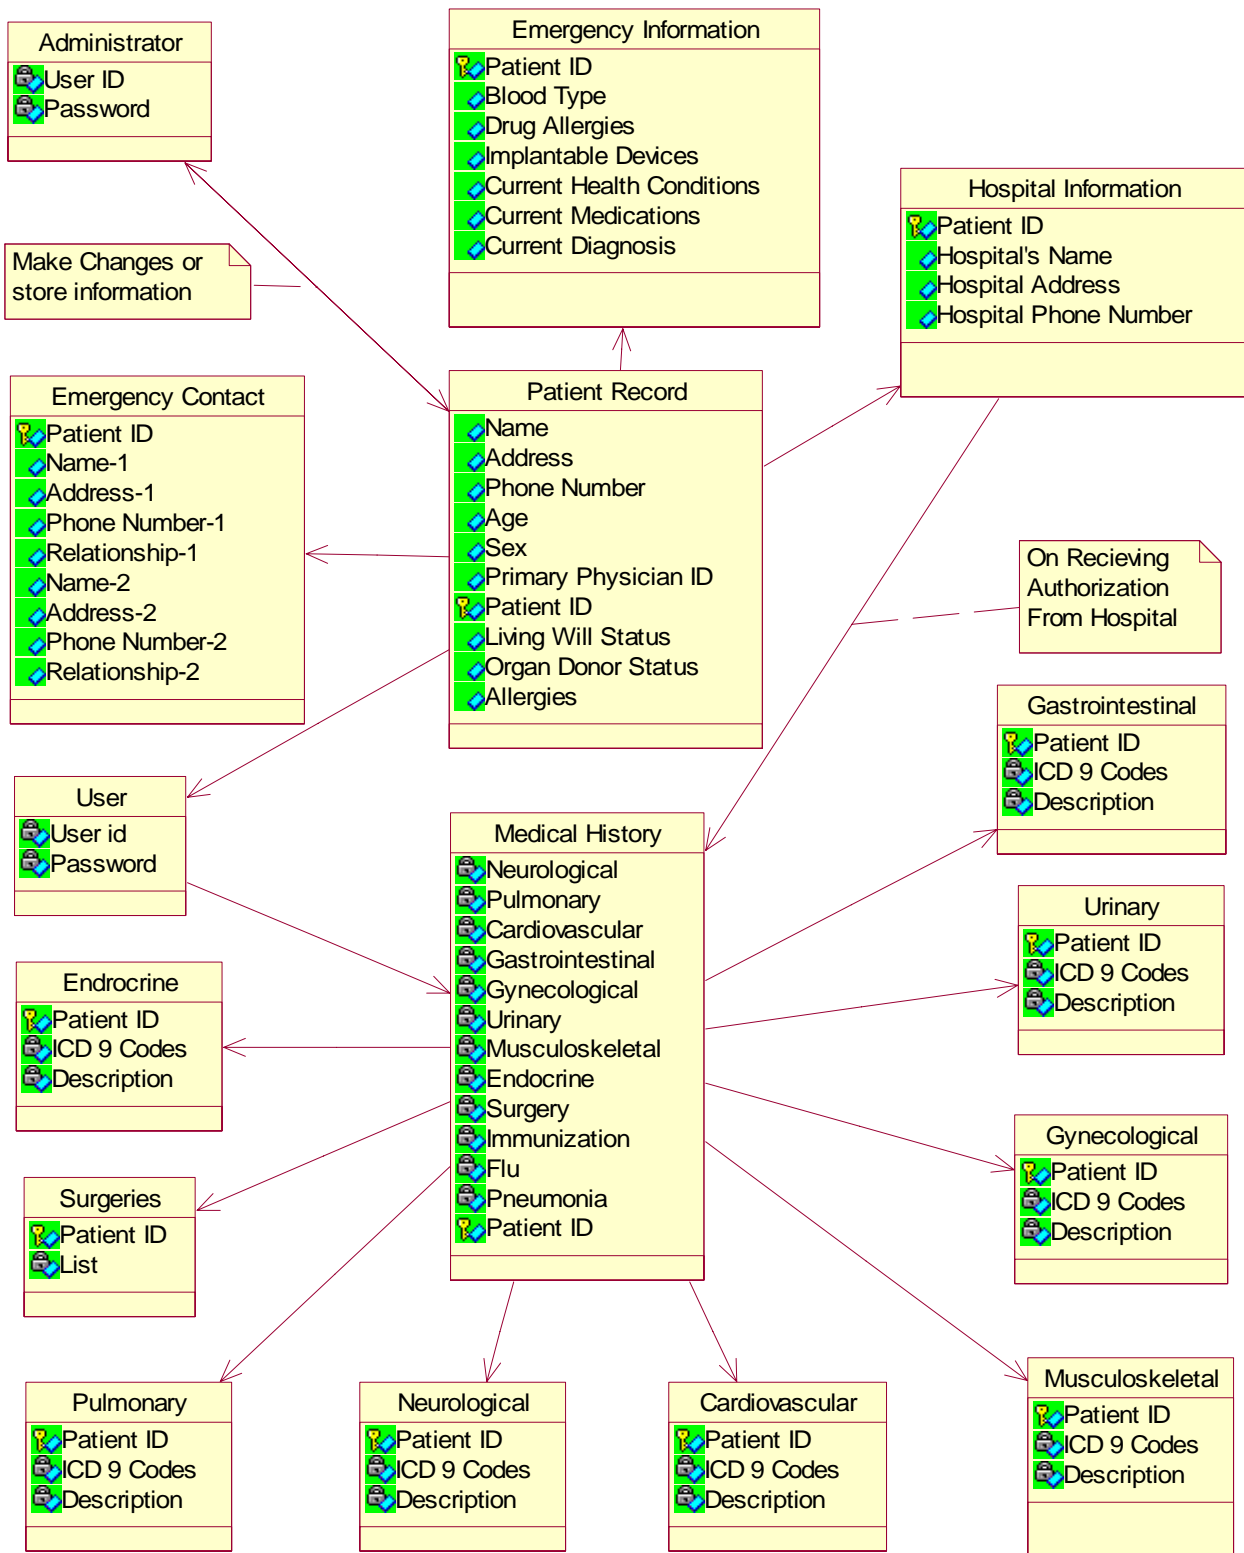 Administrator
User ID
Password
Emergency Information
Patient ID
Blood Type
Drug Allergies
Implantable Devices
Current Health Conditions
Current Medications
Current Diagnosis
Hospital Information
Patient ID
Hospital's Name
Hospital Address
Hospital Phone Number
Make Changes or
store information
Emergency Contact
Patient ID
Name-1
Address-1
Phone Number-1
Relationship-1
Name-2
Address-2
Phone Number-2
Relationship-2
Patient Record
Name
Address
Phone Number
Age
Sex
Primary Physician ID
Patient ID
Living Will Status
Organ Donor Status
Allergies
On Recieving
Authorization
From Hospital
Gastrointestinal
Patient ID
ICD 9 Codes
Description
User
User id
Password
Medical History
Neurological
Pulmonary
Cardiovascular
Gastrointestinal
Gynecological
Urinary
Musculoskeletal
Endocrine
Surgery
Immunization
Flu
Pneumonia
Patient ID
Urinary
Patient ID
ICD 9 Codes
Description
Endrocrine
Patient ID
ICD 9 Codes
Description
Gynecological
Patient ID
ICD 9 Codes
Description
Surgeries
Patient ID
List
Pulmonary
Patient ID
ICD 9 Codes
Description
Neurological
Patient ID
ICD 9 Codes
Description
Cardiovascular
Patient ID
ICD 9 Codes
Description
Musculoskeletal
Patient ID
ICD 9 Codes
Description